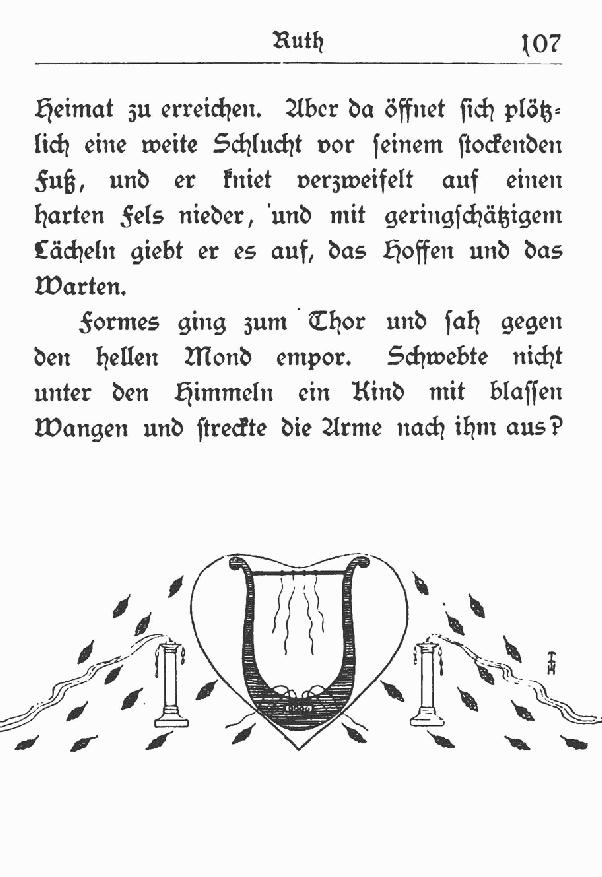 Ruth 107
Heimat zu erreichen. Aber da öffnet sich plötz-
lich eine weite Schlucht vor seinem stockenden
Fuß, und er kniet verzweifelt auf einen
harten Fels nieder, und mit geringschätzigem
Lächeln giebt er es auf, das Hoffen und das
Warten.
Formes ging zum Thor und sah gegen
den hellen Mond empor. Schwebte nicht
unter den Himmeln ein Kind mit blassen
Wangen und streckte die Arme nach ihm aus?